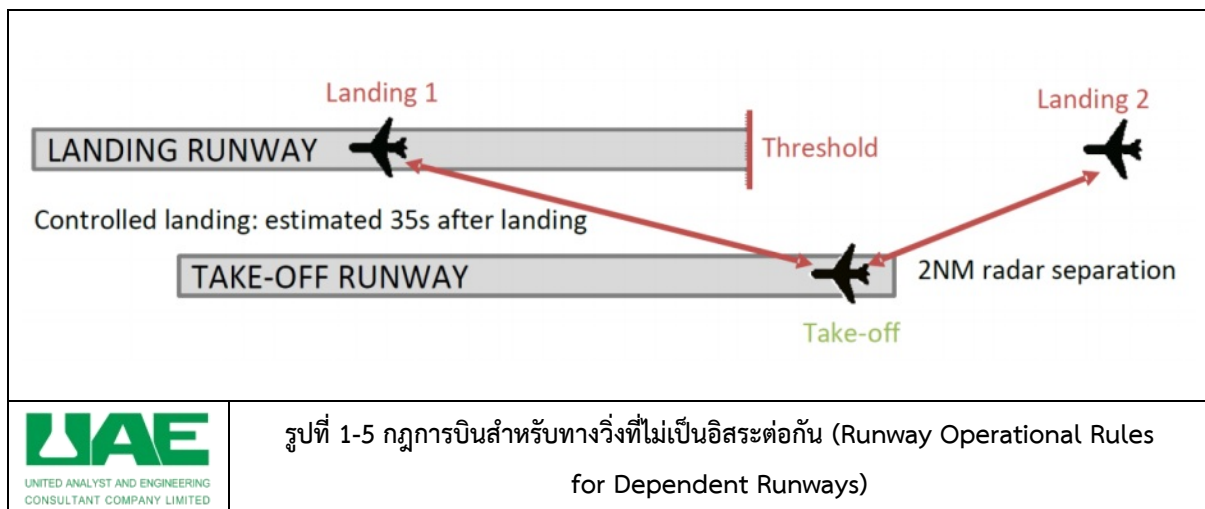 Landing 1
Landing 2
LANDING RUNWAY
Threshold
Controlled landing: estimated 35s after landing
TAKE-OFF RUNWAY
2NM radar separation
Take-off
UAE
UNITED ANALYST AND ENGINEERING
CONSULTANT COMPANY LIMITED
รูปที่ 1-5 กฎการบินสำหรับทางวิ่งที่ไม่เป็นอิสระต่อกัน (Runway Operational Rules
for Dependent Runways)